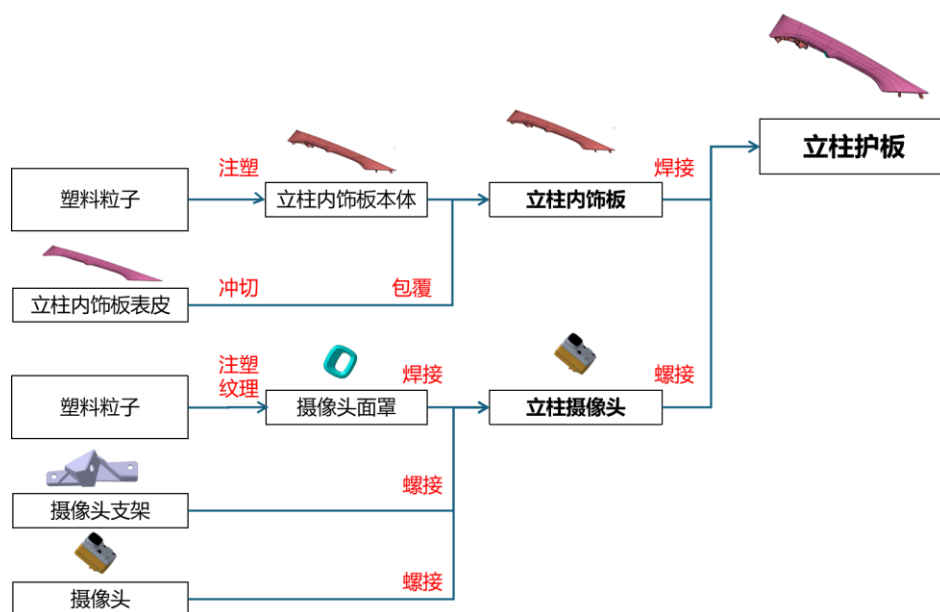 立柱护板
注塑
焊接
塑料粒子
立柱内饰板本体
立柱内饰板
冲切
包覆
立柱内饰板表皮
注塑
纹理
焊接
螺接
塑料粒子
摄像头面罩
立柱摄像头
螺接
摄像头支架
螺接
摄像头